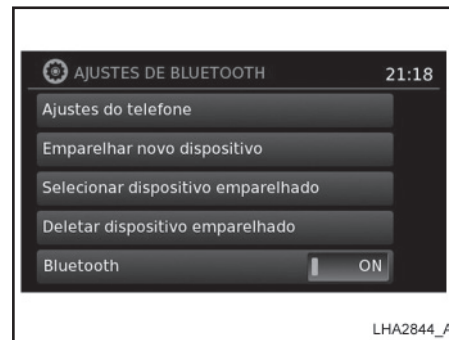 AJUSTES DE BLUETOOTH 21:18
Ajustes do telefone
Emparelhar novo dispositivo
Selecionar dispositivo emparelhado
Deletar dispositivo emparelhado
Bluetooth ON
LHA2844_A